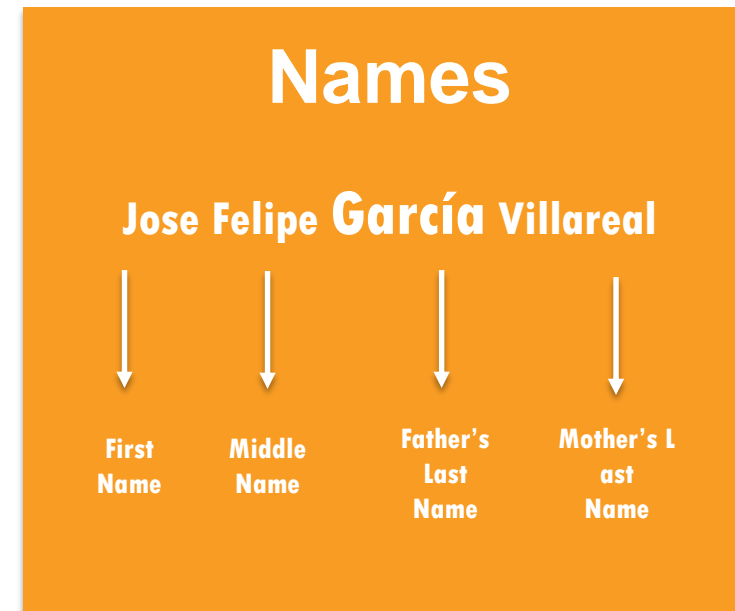 Names
Jose Felipe García Villareal
First
Name
Middle
Name
Father’s
Last
Name
Mother’s L
ast
Name